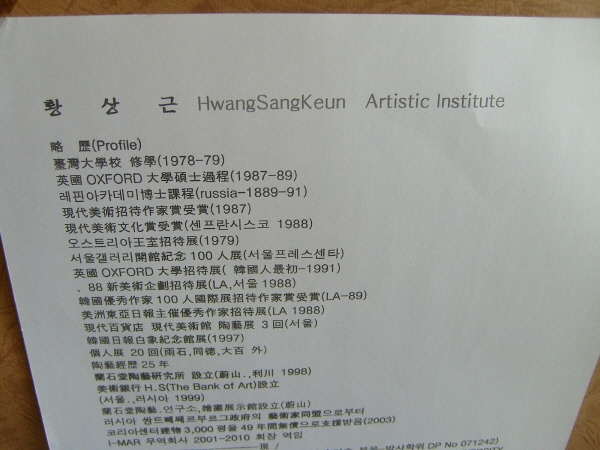 황 상 근 HwangSangKeun Artistic Institute
略 歷(Profile)
臺灣大學校 修學(1978-79)
英國 OXFORD 大學碩士過程(1987-89)
레핀아카데미博士課程(russia-1889-91)
現代美術招待作家賞受賞(1987)
現代美術文化賞受賞(센프란시스코 1988)
오스트리아王室招待展(1979)
서울갤러리開館紀念 100 人展(서울프레스센타)
英國 OXFORD 大學招待展( 韓國人最初-1991)
、88 新美術企劃招待展(LA,서울 1988)
韓國優秀作家 100 人國際展招待作家賞受賞(LA-89)
美洲東亞日報主催優秀作家招待展(LA 1988)
現代百貨店 現代美術館 陶藝展 3 回(서울)
韓國日報白象紀念館展(1997)
個人展 20 回(雨石,同德,大百 外)
陶藝經歷 25 年
蘭石堂陶藝硏究所 設立(蔚山.,利川 1998)
美術銀行 H.S(The Bank of Art)設立
(서울.,러시아 1999)
蘭石堂陶藝.연구소,繪畵展示館設立(蔚山)
러시아 쌍트뻬쩨르부르그政府의 藝術家同盟으로부터
코리아센터建物 3,000 평을 49 年間無償으로支援받음(2003)
I-MAR 무역회사 2001-2010 회장 역임
現 /
DP No 071242)